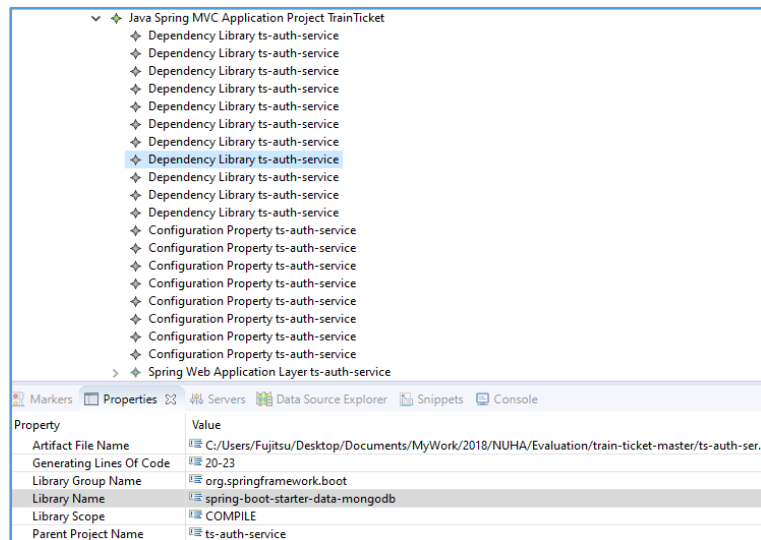 Java Spring MVC Application Project TrainTicket
Dependency Library ts-auth-service
Dependency Library ts-auth-service
Dependency Library ts-auth-service
Dependency Library ts-auth-service
Dependency Library ts-auth-service
Dependency Library ts-auth-service
Dependency Library ts-auth-service
Dependency Library ts-auth-service
Dependency Library ts-auth-service
Dependency Library ts-auth-service
Dependency Library ts-auth-service
Configuration Property ts-auth-service
Configuration Property ts-auth-service
Configuration Property ts-auth-service
Configuration Property ts-auth-service
Configuration Property ts-auth-service
Configuration Property ts-auth-service
Configuration Property ts-auth-service
Configuration Property ts-auth-service
Spring Web Application Layer ts-auth-service
Markers Properties Servers Data Source Explorer Snippets Console
Property Value
Artifact File Name C:/Users/Fujitsu/Desktop/Documents/MyWork/2018/NUHA/Evaluation/train-ticket-master/ts-auth-ser.
Generating Lines Of Code 20-23
Library Group Name org.springframework.boot
Library Name spring-boot-starter-data-mongodb
Library Scope COMPILE
Parent Project Name ts-auth-service